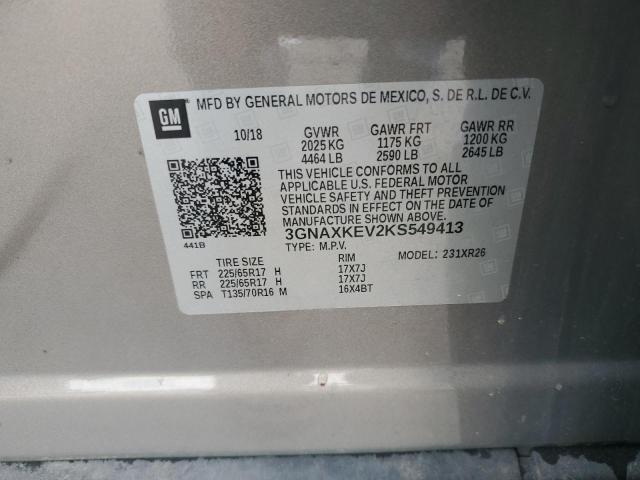 GM
MFD BY GENERAL MOTORS DE MEXICO, S. DE R.L. DE C.V.
10/18 GVWR GAWR FRT GAWR RR
2025 KG 1175 KG 1200 KG
4464 LB 2590 LB 2645 LB
THIS VEHICLE CONFORMS TO ALL
APPLICABLE U.S. FEDERAL MOTOR
VEHICLE SAFETY AND THEFT PREVENTION
STANDARDS IN EFFECT ON THE DATE OF
MANUFACTURE SHOWN ABOVE.
3GNAXKEV2KS549413
441B TYPE: M.P.V. MODEL: 231XR26
TIRE SIZE RIM
FRT 225/65R17 H 17X7J
RR 225/65R17 H 17X7J
SPA T135/70R16 M 16X4BT